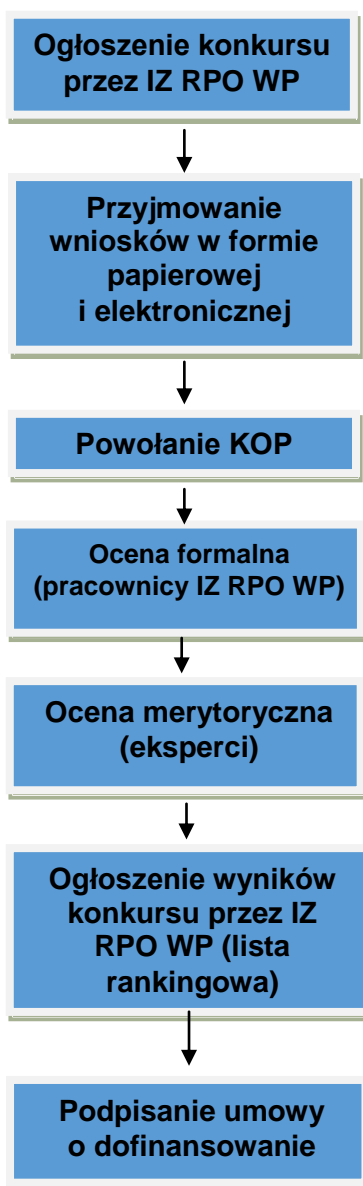 Ogłoszenie konkursu
przez IZ RPO WP
Przyjmowanie
wniosków w formie
papierowej
i elektronicznej
Powołanie KOP
Ocena formalna
(pracownicy IZ RPO WP)
Ocena merytoryczna
(eksperci)
Ogłoszenie wyników
konkursu przez IZ
RPO WP (lista
rankingowa)
Podpisanie umowy
o dofinansowanie